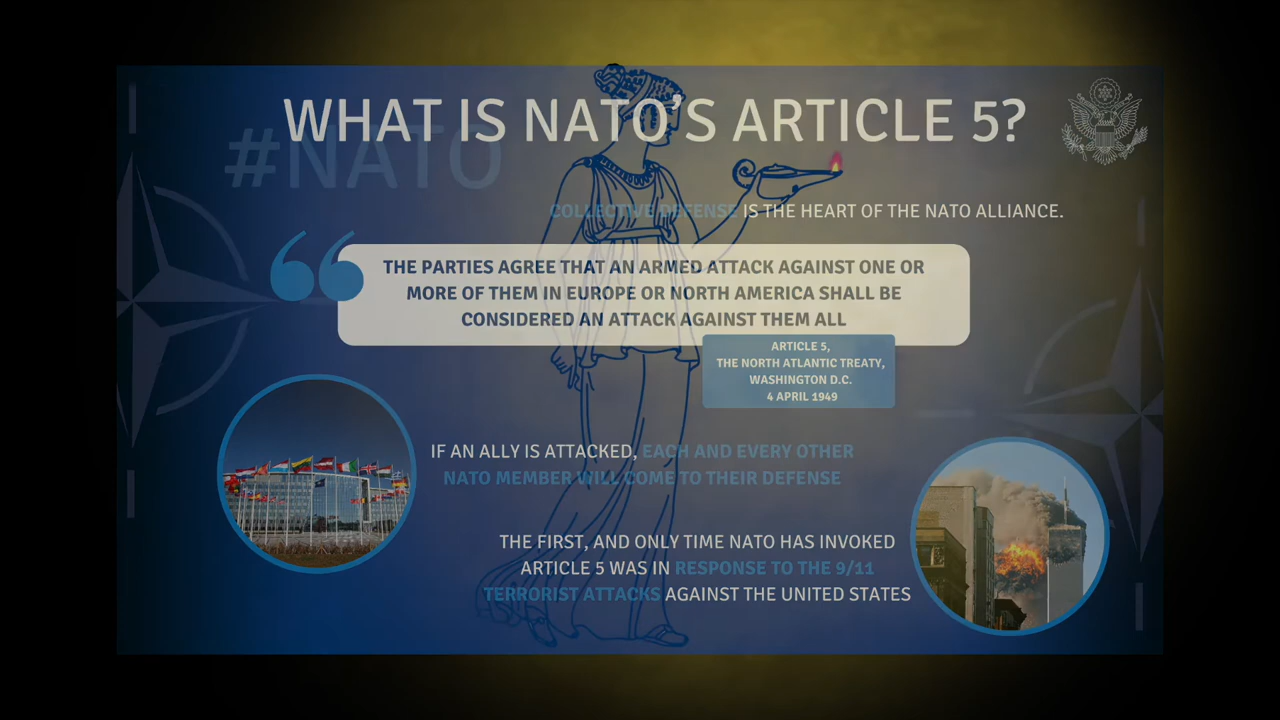 WHAT IS NATO'S ARTICLE 5?
#NATO
COLLECTIVE DEFENSE IS THE HEART OF THE NATO ALLIANCE.
THE PARTIES AGREE THAT AN ARMED ATTACK AGAINST ONE OR
MORE OF THEM IN EUROPE OR NORTH AMERICA SHALL BE
CONSIDERED AN ATTACK AGAINST THEM ALL
ARTICLE 5,
THE NORTH ATLANTIC TREATY,
WASHINGTON D.C.
4 APRIL 1949
IF AN ALLY IS ATTACKED, EACH AND EVERY OTHER
NATO MEMBER WILL COME TO THEIR DEFENSE
THE FIRST, AND ONLY TIME NATO HAS INVOKED
ARTICLE 5 WAS IN RESPONSE TO THE 9/11
TERRORIST ATTACKS AGAINST THE UNITED STATES